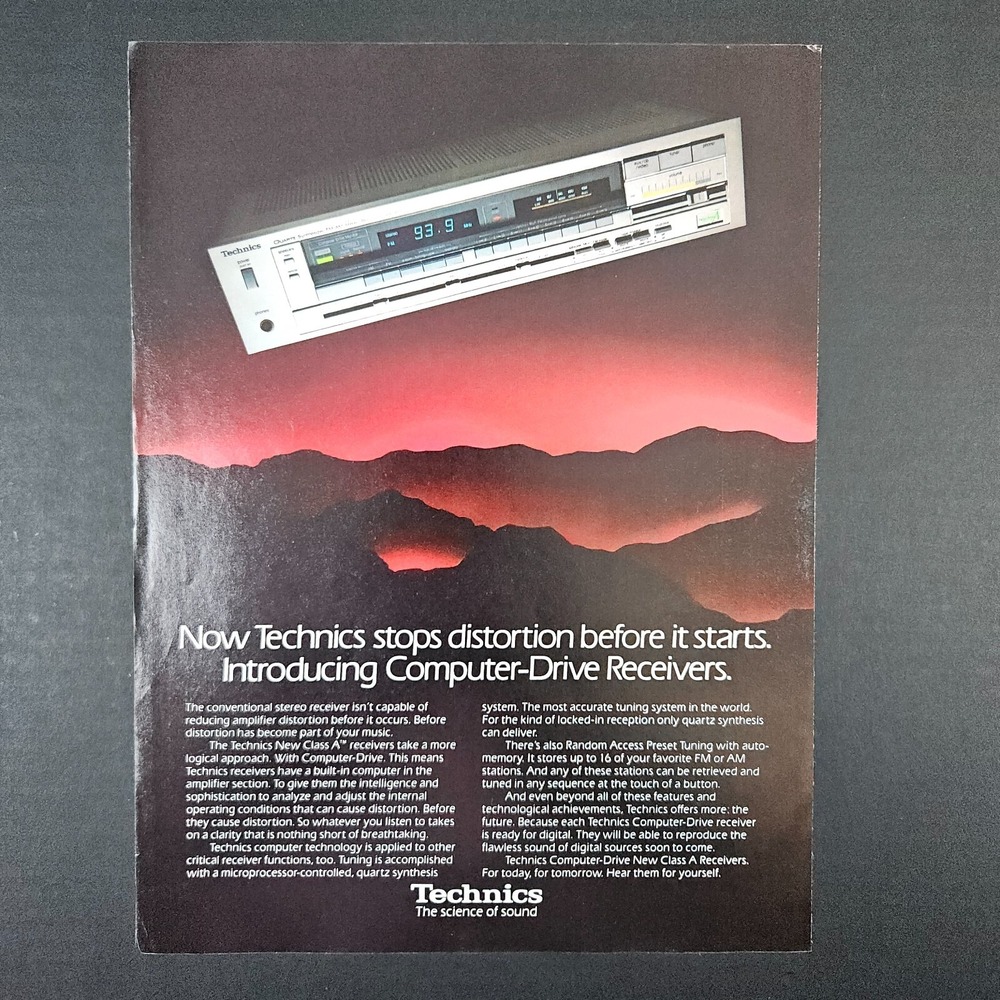 Technics
93.9
Now Technics stops distortion before it starts.
Introducing Computer-Drive Receivers.
The conventional stereo receiver isn't capable of
reducing amplifier distortion before it occurs. Before
distortion has become part of your music.
The Technics New Class A™ receivers take a more
logical approach. With Computer-Drive. This means
Technics receivers have a built-in computer in the
amplifier section. To give them the intelligence and
sophistication to analyze and adjust the internal
operating conditions that can cause distortion. Before
they cause distortion. So whatever you listen to takes
on a clarity that is nothing short of breathtaking.
Technics computer technology is applied to other
critical receiver functions, too. Tuning is accomplished
with a microprocessor-controlled, quartz synthesis
system. The most accurate tuning system in the world.
For the kind of locked-in reception only quartz synthesis
can deliver.
There's also Random Access Preset Tuning with auto-
memory. It stores up to 16 of your favorite FM or AM
stations. And any of these stations can be retrieved and
tuned in any sequence at the touch of a button.
And even beyond all of these features and
technological achievements, Technics offers more: the
future. Because each Technics Computer-Drive receiver
is ready for digital. They will be able to reproduce the
flawless sound of digital sources soon to come.
Technics Computer-Drive New Class A Receivers.
For today, for tomorrow. Hear them for yourself.
Technics
The science of sound